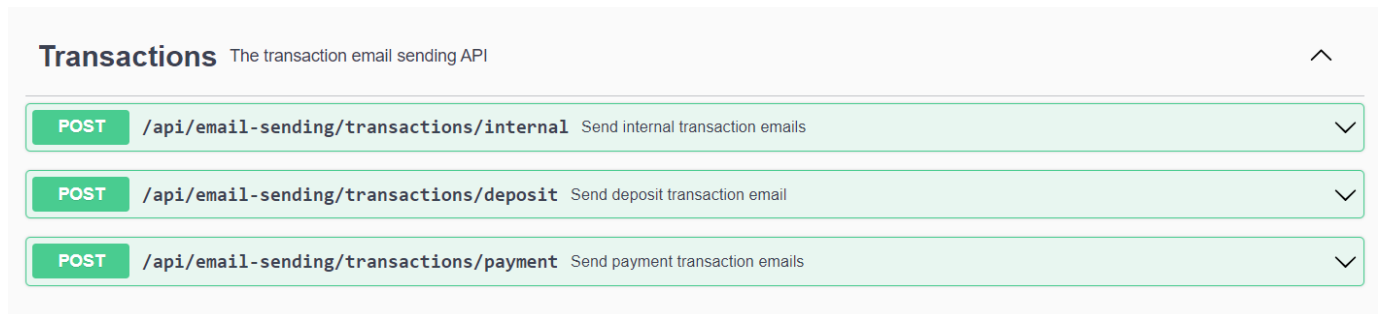 Transactions The transaction email sending API
POST /api/email-sending/transactions/internal Send internal transaction emails
POST /api/email-sending/transactions/deposit Send deposit transaction email
POST /api/email-sending/transactions/payment Send payment transaction emails